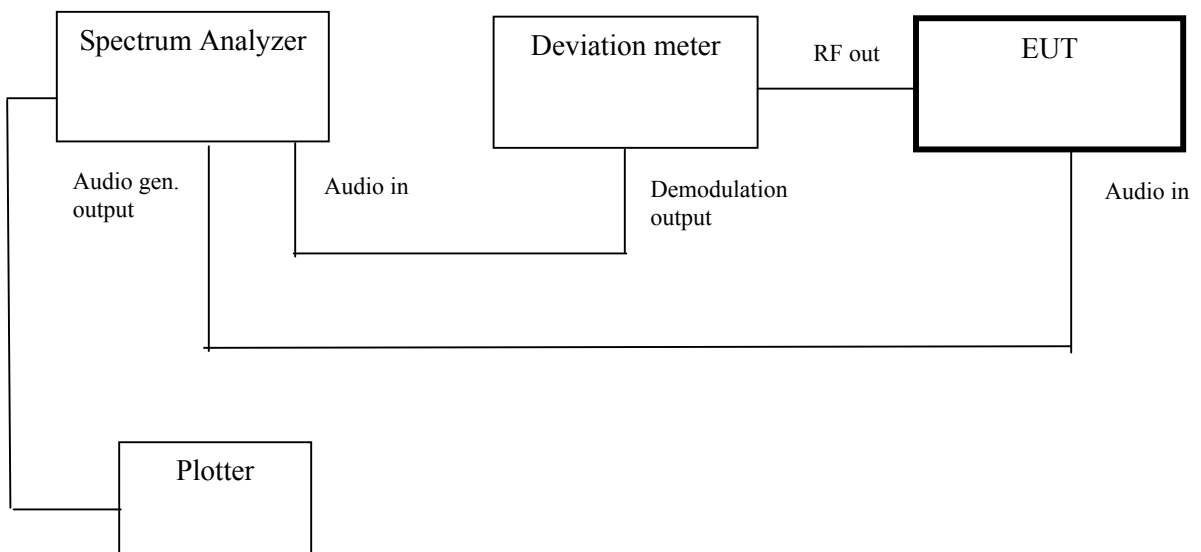 Spectrum Analyzer
Deviation meter
RF out
EUT
Audio gen.
output
Audio in
Demodulation
output
Audio in
Plotter